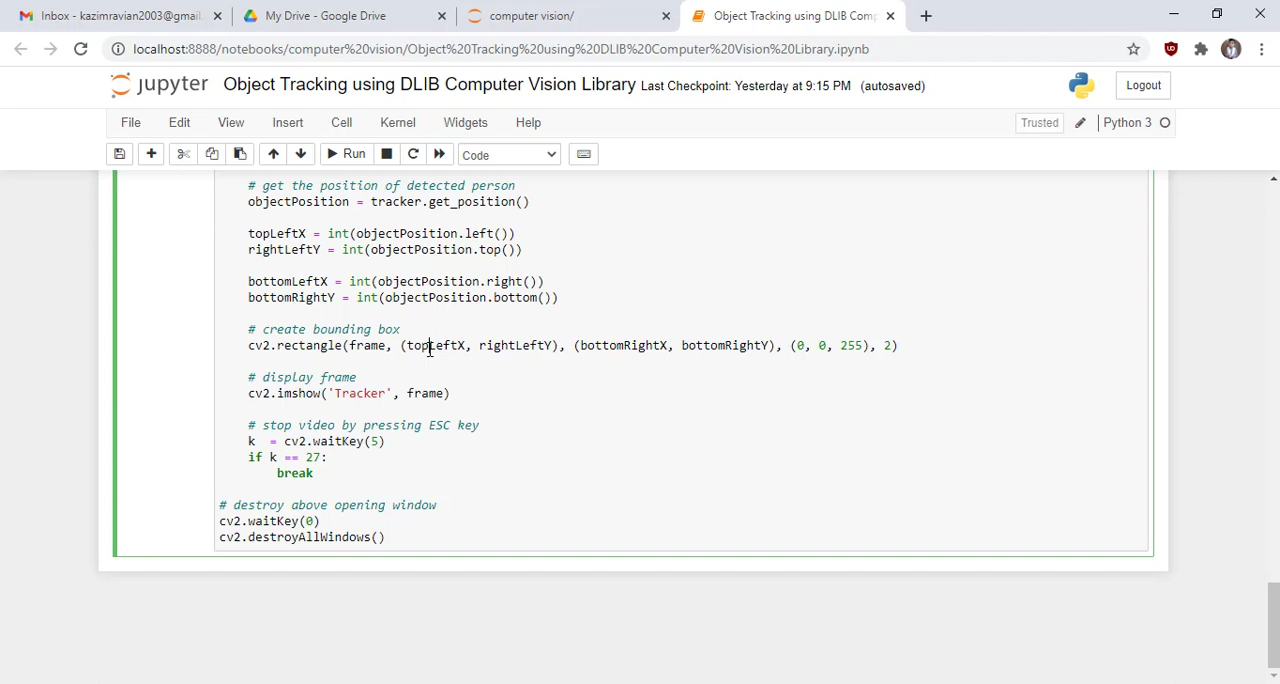 Inbox - kazimravian2003@gmail.
My Drive - Google Drive
computer vision/
Object Tracking using DLIB Com
localhost:8888/notebooks/computer%20vision/Object%20Tracking%20using%20DLIB%20Computer%20Vision%20Library.ipynb
jupyter Object Tracking using DLIB Computer Vision Library Last Checkpoint: Yesterday at 9:15 PM (autosaved)
Logout
File Edit View Insert Cell Kernel Widgets Help
Trusted
Python 3
Run
Code
# get the position of detected person
objectPosition = tracker.get_position()
topLeftX = int(objectPosition.left())
rightLeftY = int(objectPosition.top())
bottomLeftX = int(objectPosition.right())
bottomRightY = int(objectPosition.bottom())
# create bounding box
cv2.rectangle(frame, (topLeftX, rightLeftY), (bottomRightX, bottomRightY), (0, 0, 255), 2)
# display frame
cv2.imshow('Tracker', frame)
# stop video by pressing ESC key
k  = cv2.waitKey(5)
if k == 27:
break
# destroy above opening window
cv2.waitKey(0)
cv2.destroyAllWindows()